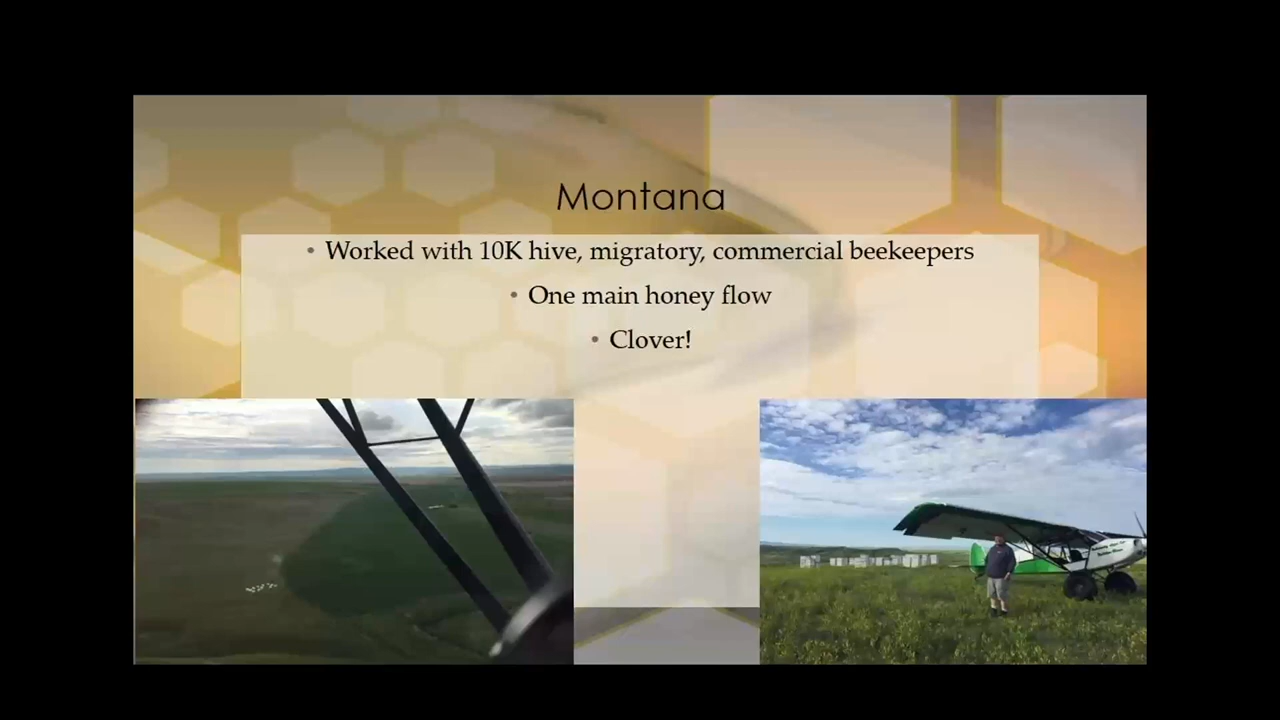 Montana
• Worked with 10K hive, migratory, commercial beekeepers
• One main honey flow
• Clover!